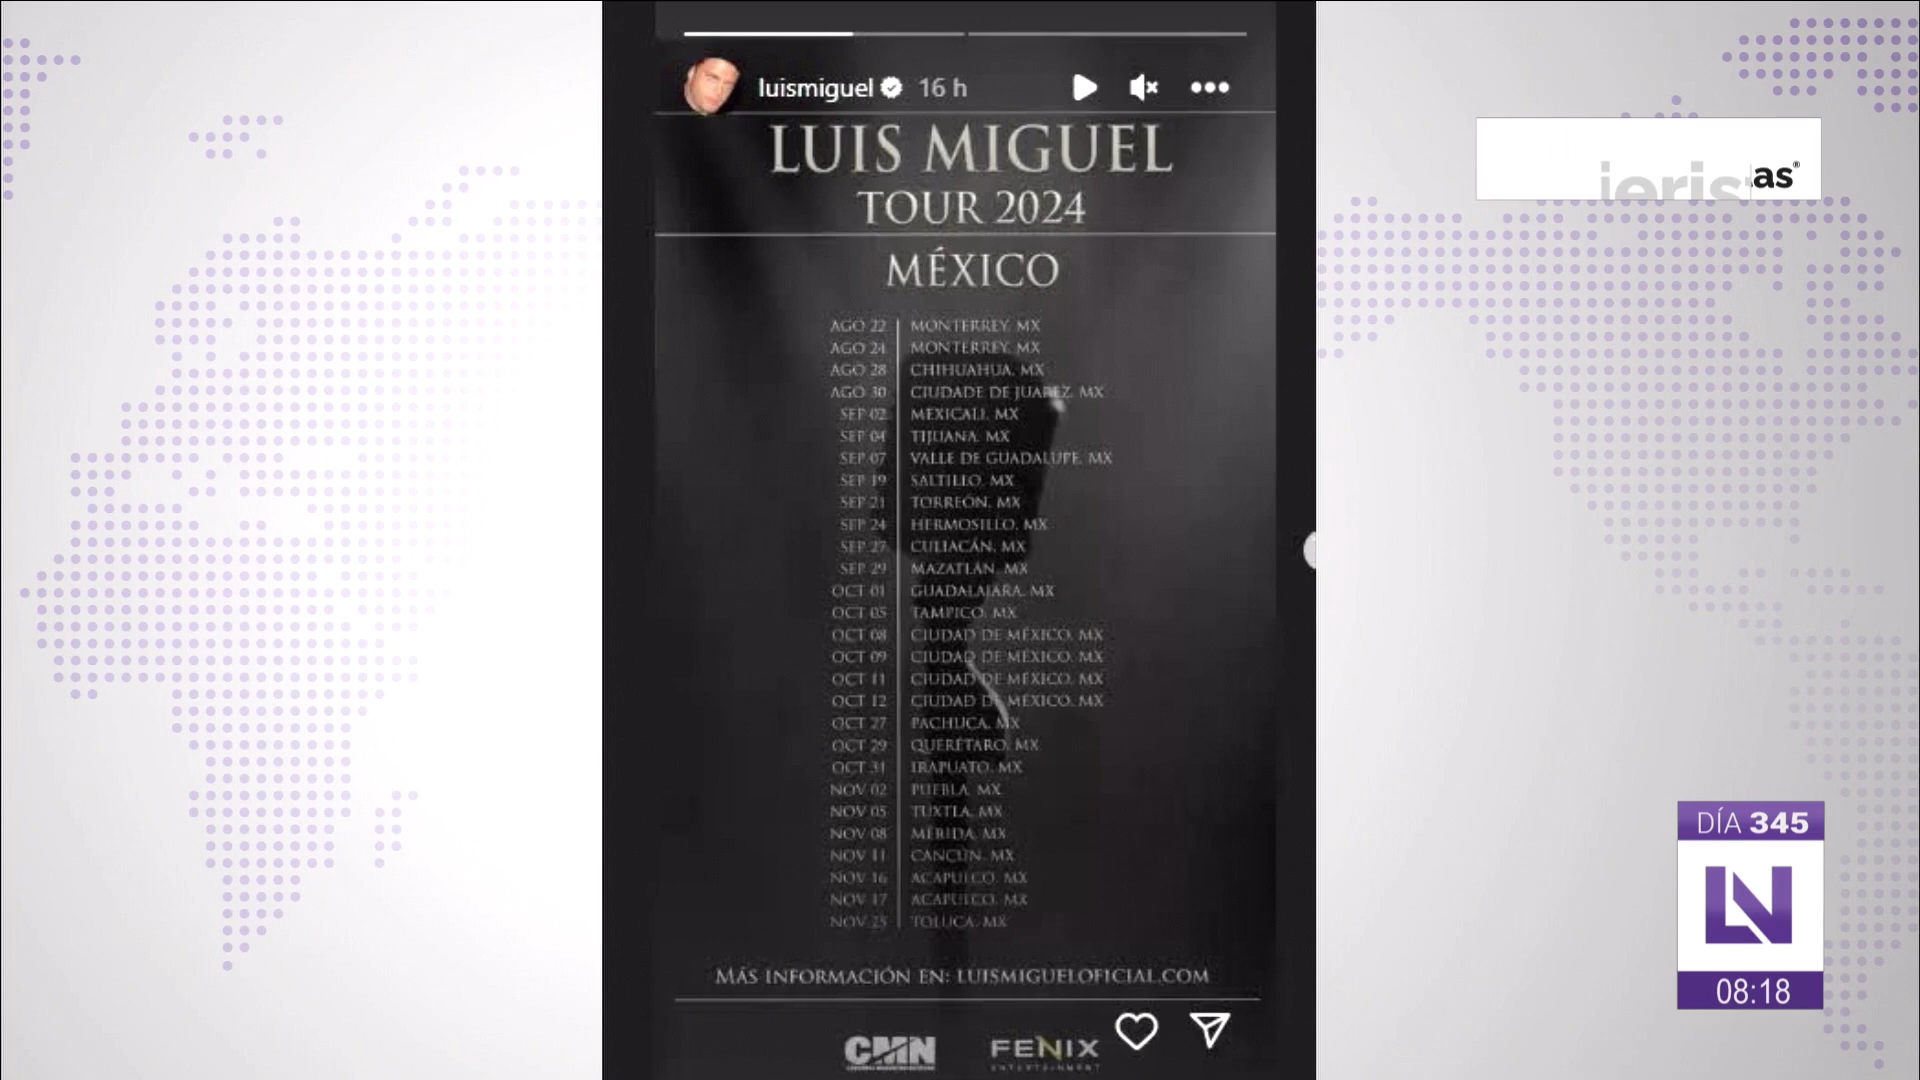 luismiguel 16 h
LUIS MIGUEL
TOUR 2024
MÉXICO
AGO 22 MONTERREY, MX
AGO 24 MONTERREY, MX
AGO 28 CHIHUAHUA, MX
AGO 30 CIUDADE DE JUAREZ, MX
SEP 02 MEXICALI, MX
SEP 04 TIJUANA, MX
SEP 07 VALLE DE GUADALUPE, MX
SEP 19 SALTILLO, MX
SEP 21 TORREÓN, MX
SEP 24 HERMOSILLO, MX
SEP 27 CULIACÁN, MX
SEP 29 MAZATLÁN, MX
OCT 01 GUADALAJARA, MX
OCT 05 TAMPICO, MX
OCT 08 CIUDAD DE MÉXICO, MX
OCT 09 CIUDAD DE MÉXICO, MX
OCT 11 CIUDAD DE MÉXICO, MX
OCT 12 CIUDAD DE MÉXICO, MX
OCT 27 PACHUCA, MX
OCT 29 QUERÉTARO, MX
OCT 31 IRAPUATO, MX
NOV 02 PUEBLA, MX
NOV 05 TUXTLA, MX
NOV 08 MÉRIDA, MX
NOV 11 CANCÚN, MX
NOV 16 ACAPULCO, MX
NOV 17 ACAPULCO, MX
NOV 25 TOLUCA, MX
MÁS INFORMACIÓN EN: LUISMIGUELOFICIAL.COM
CMN
FENIX
ENTERTAINMENT
DÍA 345
LN
08:18